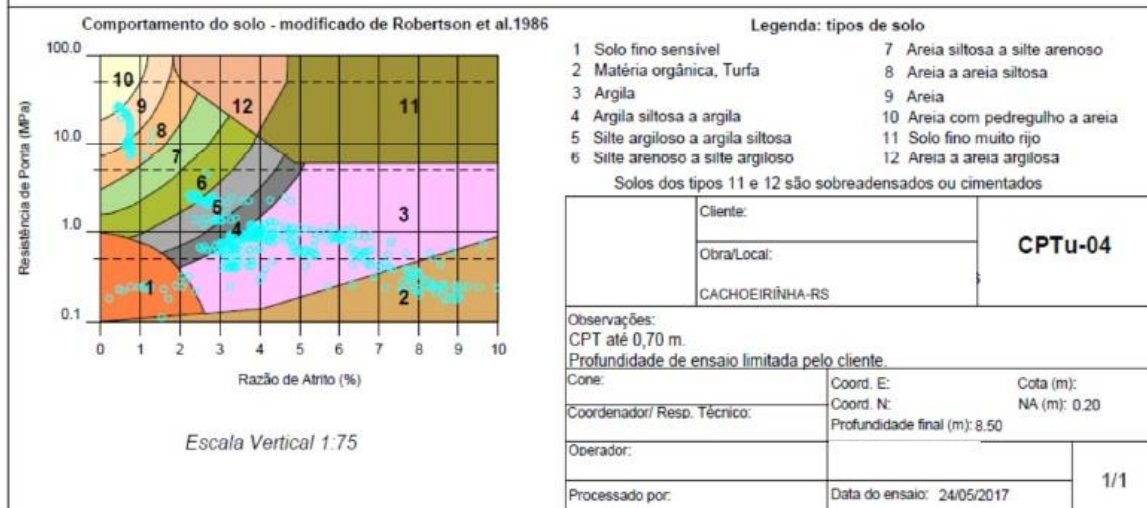 Comportamento do solo - modificado de Robertson et al.1986
100.0
10.0
1.0
0.1
Resistência de Ponta (MPa)
10
9
8
7
12
11
6
5
4
3
1
2
0 1 2 3 4 5 6 7 8 9 10
Razão de Atrito (%)
Escala Vertical 1:75
Legenda: tipos de solo
1 Solo fino sensível
2 Matéria orgânica, Turfa
3 Argila
4 Argila siltosa a argila
5 Silte argiloso a argila siltosa
6 Silte arenoso a silte argiloso
7 Areia siltosa a silte arenoso
8 Areia a areia siltosa
9 Areia
10 Areia com pedregulho a areia
11 Solo fino muito rijo
12 Areia a areia argilosa
Solos dos tipos 11 e 12 são sobreadensados ou cimentados
Cliente:
Obra/Local:
CACHOEIRINHA-RS
CPTu-04
Observações:
CPT até 0,70 m.
Profundidade de ensaio limitada pelo cliente.
Cone:
Coordenador/ Resp. Técnico:
Coord. E: Cota (m):
Coord. N: NA (m): 0.20
Profundidade final (m): 8.50
Operador:
Processado por:
Data do ensaio: 24/05/2017
1/1